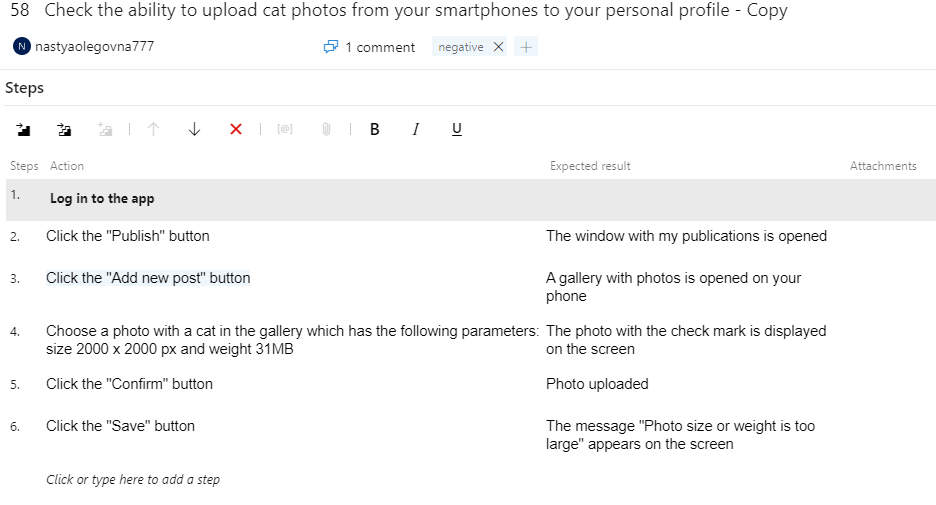 58 Check the ability to upload cat photos from your smartphones to your personal profile - Copy
N nastyaolegovna777 1 comment negative
Steps
B I U
Steps Action Expected result Attachments
1. Log in to the app
2. Click the "Publish" button The window with my publications is opened
3. Click the "Add new post" button A gallery with photos is opened on your
phone
4. Choose a photo with a cat in the gallery which has the following parameters: The photo with the check mark is displayed
size 2000 x 2000 px and weight 31MB on the screen
5. Click the "Confirm" button Photo uploaded
6. Click the "Save" button The message "Photo size or weight is too
large" appears on the screen
Click or type here to add a step